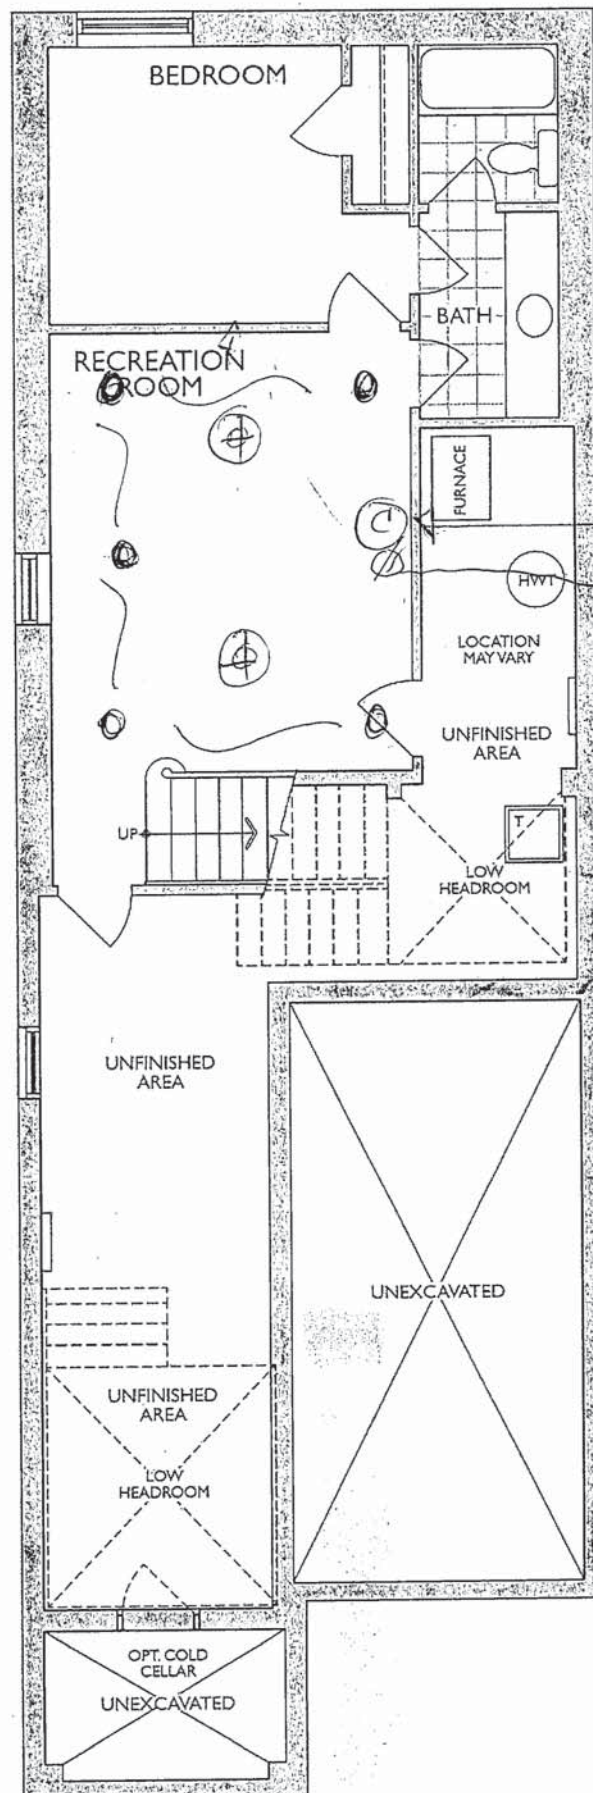 BEDROOM
BATH
RECREATION
ROOM
FURNACE
HWT
LOCATION
MAY VARY
UNFINISHED
AREA
UP
T
LOW
HEADROOM
UNFINISHED
AREA
UNEXCAVATED
UNFINISHED
AREA
LOW
HEADROOM
OPT. COLD
CELLAR
UNEXCAVATED